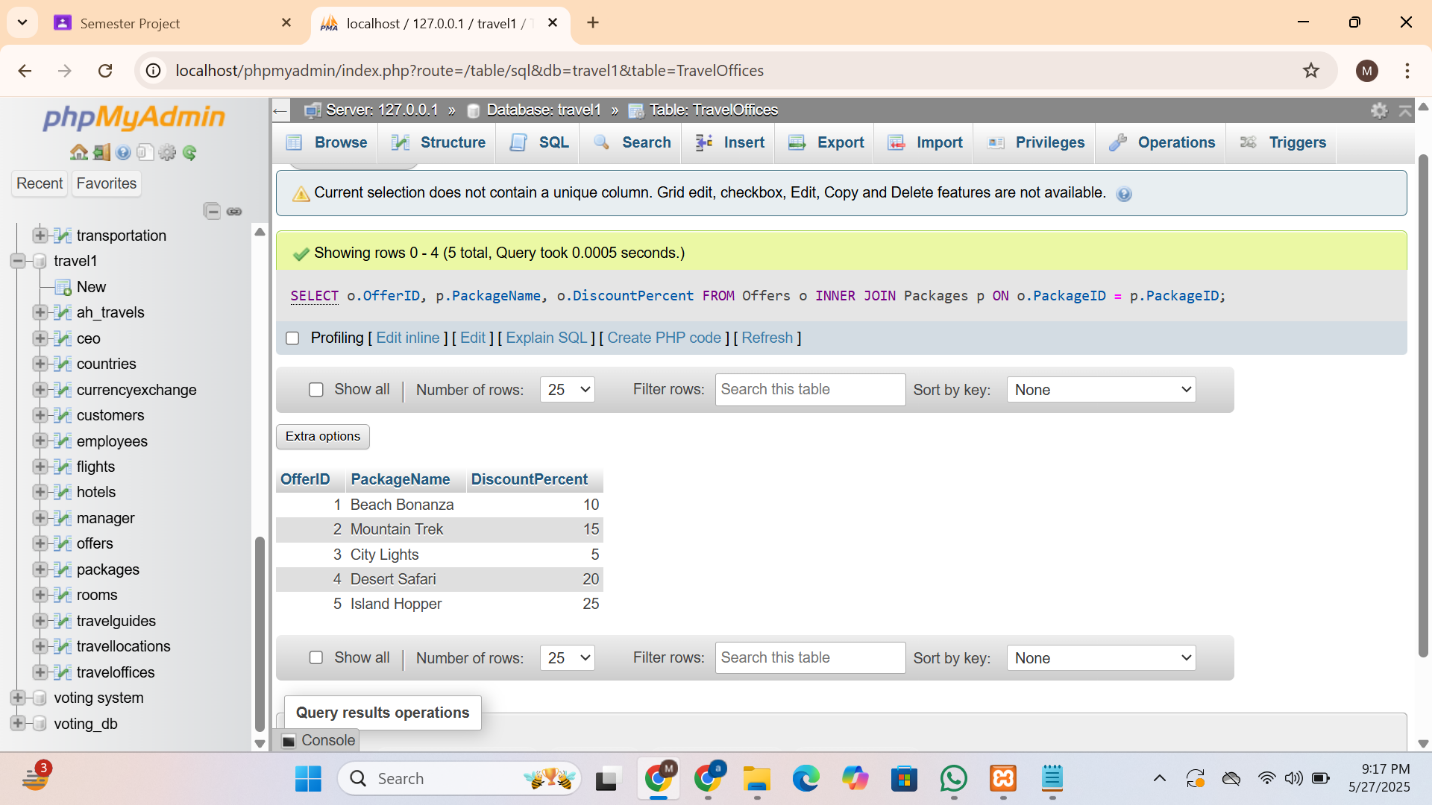 Semester Project
localhost / 127.0.0.1 / travel1 / T
localhost/phpmyadmin/index.php?route=/table/sql&db=travel1&table=TravelOffices
M
phpMyAdmin
Recent
Favorites
transportation
travel1
New
ah_travels
ceo
countries
currencyexchange
customers
employees
flights
hotels
manager
offers
packages
rooms
travelguides
travellocations
traveloffices
voting system
voting_db
Server: 127.0.0.1 » Database: travel1 » Table: TravelOffices
Browse Structure SQL Search Insert Export Import Privileges Operations Triggers
Current selection does not contain a unique column. Grid edit, checkbox, Edit, Copy and Delete features are not available.
Showing rows 0 - 4 (5 total, Query took 0.0005 seconds.)
SELECT o.OfferID, p.PackageName, o.DiscountPercent FROM Offers o INNER JOIN Packages p ON o.PackageID = p.PackageID;
Profiling [ Edit inline ] [ Edit ] [ Explain SQL ] [ Create PHP code ] [ Refresh ]
Show all Number of rows: 25 Filter rows: Search this table Sort by key: None
Extra options
OfferID PackageName DiscountPercent
1 Beach Bonanza 10
2 Mountain Trek 15
3 City Lights 5
4 Desert Safari 20
5 Island Hopper 25
Show all Number of rows: 25 Filter rows: Search this table Sort by key: None
Query results operations
Console
3
Search
M
a
9:17 PM
5/27/2025